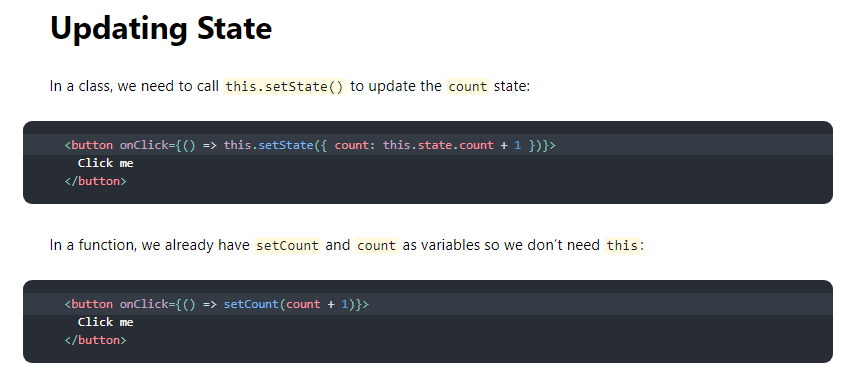 Updating State
In a class, we need to call this.setState() to update the count state:
<button onClick={() => this.setState({ count: this.state.count + 1 })}>
Click me
</button>
In a function, we already have setCount and count as variables so we don’t need this:
<button onClick={() => setCount(count + 1)}>
Click me
</button>